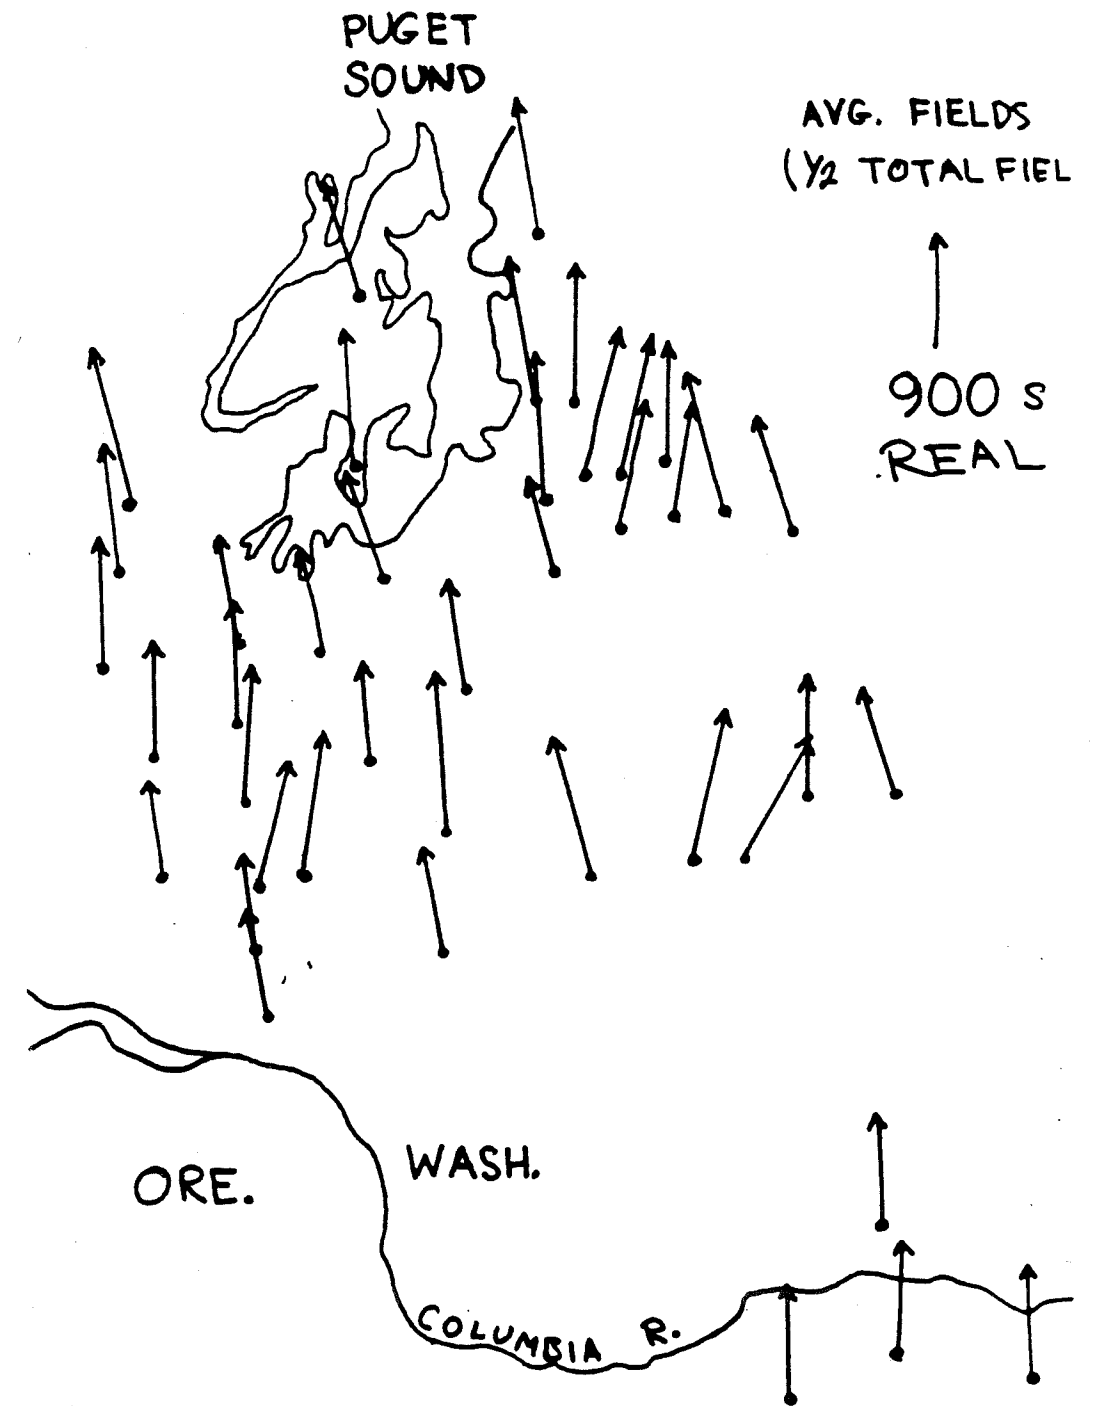 PUGET
SOUND
AVG. FIELDS
(1/2 TOTAL FIEL
900 s
REAL
ORE.
WASH.
COLUMBIA R.